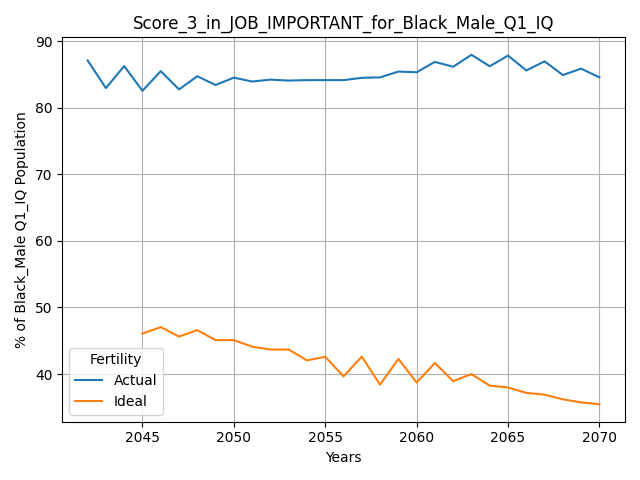 Score_3_in_JOB_IMPORTANT_for_Black_Male_Q1_IQ
% of Black_Male Q1_IQ Population
90
80
70
60
50
40
Fertility
Actual
Ideal
2045 2050 2055 2060 2065 2070
Years